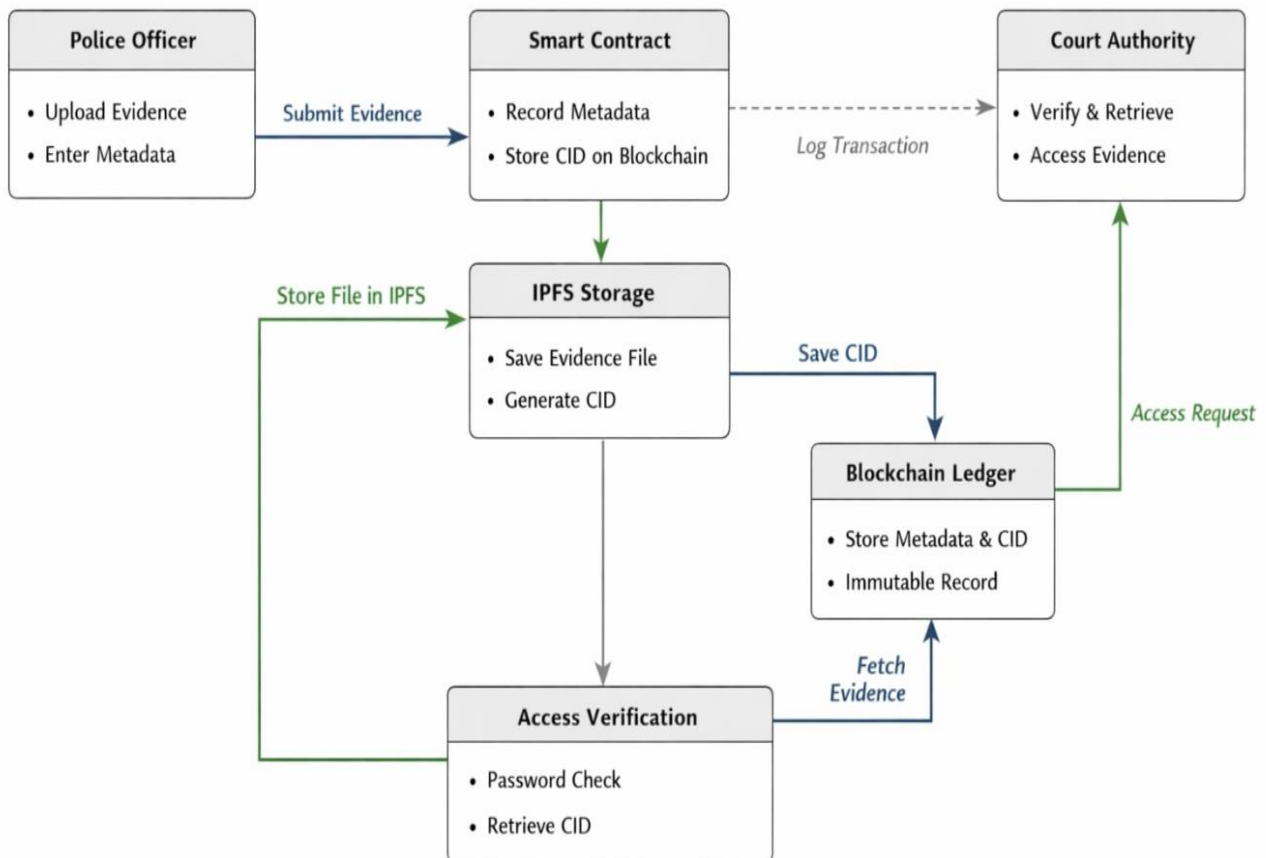 Police Officer
• Upload Evidence
• Enter Metadata
Submit Evidence
Smart Contract
• Record Metadata
• Store CID on Blockchain
Log Transaction
Court Authority
• Verify & Retrieve
• Access Evidence
Store File in IPFS
IPFS Storage
• Save Evidence File
• Generate CID
Save CID
Access Request
Blockchain Ledger
• Store Metadata & CID
• Immutable Record
Fetch
Evidence
Access Verification
• Password Check
• Retrieve CID